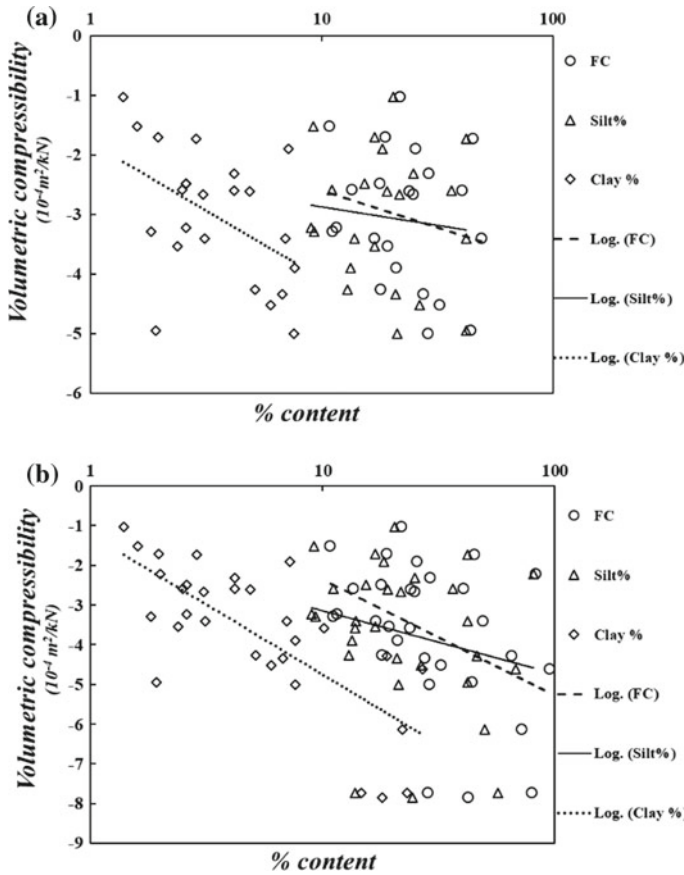 (a)
1 10 100
0
-1
-2
-3
-4
-5
-6
Volumetric compressibility
(10⁻⁴m²/kN)
% content
FC
Silt%
Clay %
Log. (FC)
Log. (Silt%)
Log. (Clay %)
(b)
1 10 100
0
-1
-2
-3
-4
-5
-6
-7
-8
-9
Volumetric compressibility
(10⁻⁴ m²/kN)
% content
FC
Silt%
Clay %
Log. (FC)
Log. (Silt%)
Log. (Clay %)